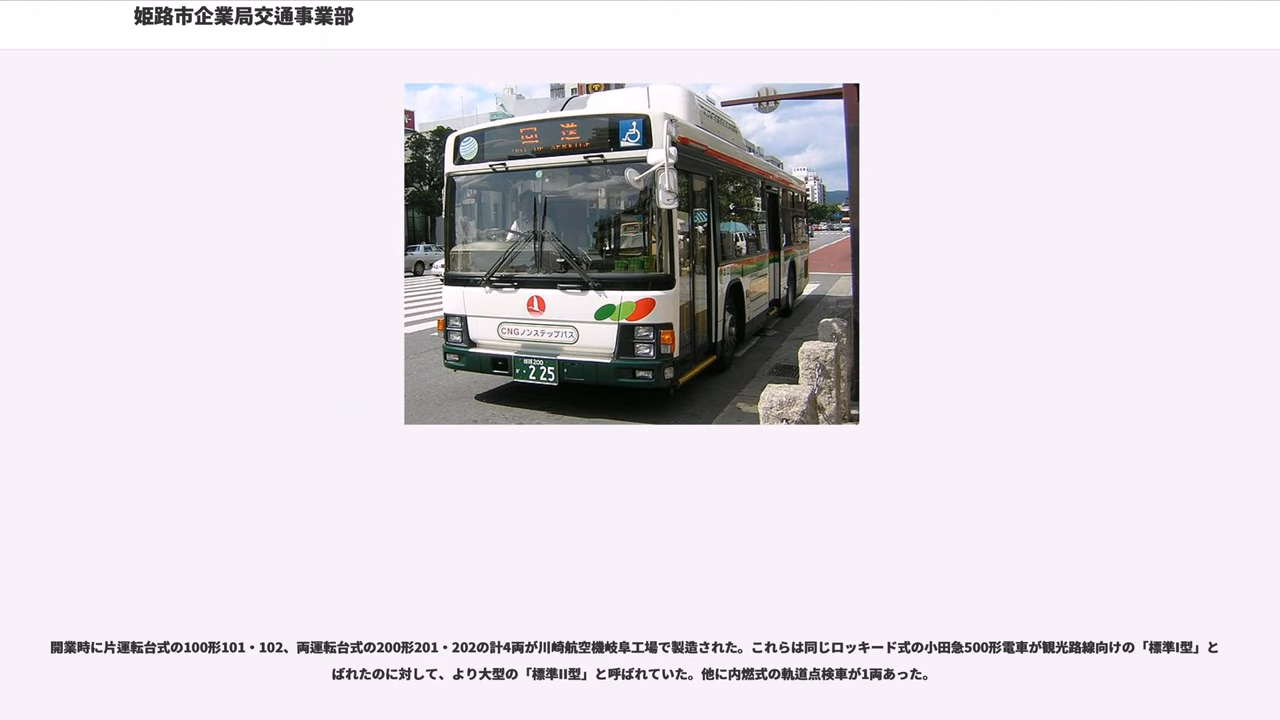 姫路市企業局交通事業部
回送
OUT OF SERVICE
CNGノンステップバス
姫路200
・225
開業時に片運転台式の100形101・102、両運転台式の200形201・202の計4両が川崎航空機岐阜工場で製造された。これらは同じロッキード式の小田急500形電車が観光路線向けの「標準I型」と
ばれたのに対して、より大型の「標準II型」と呼ばれていた。他に内燃式の軌道点検車が1両あった。